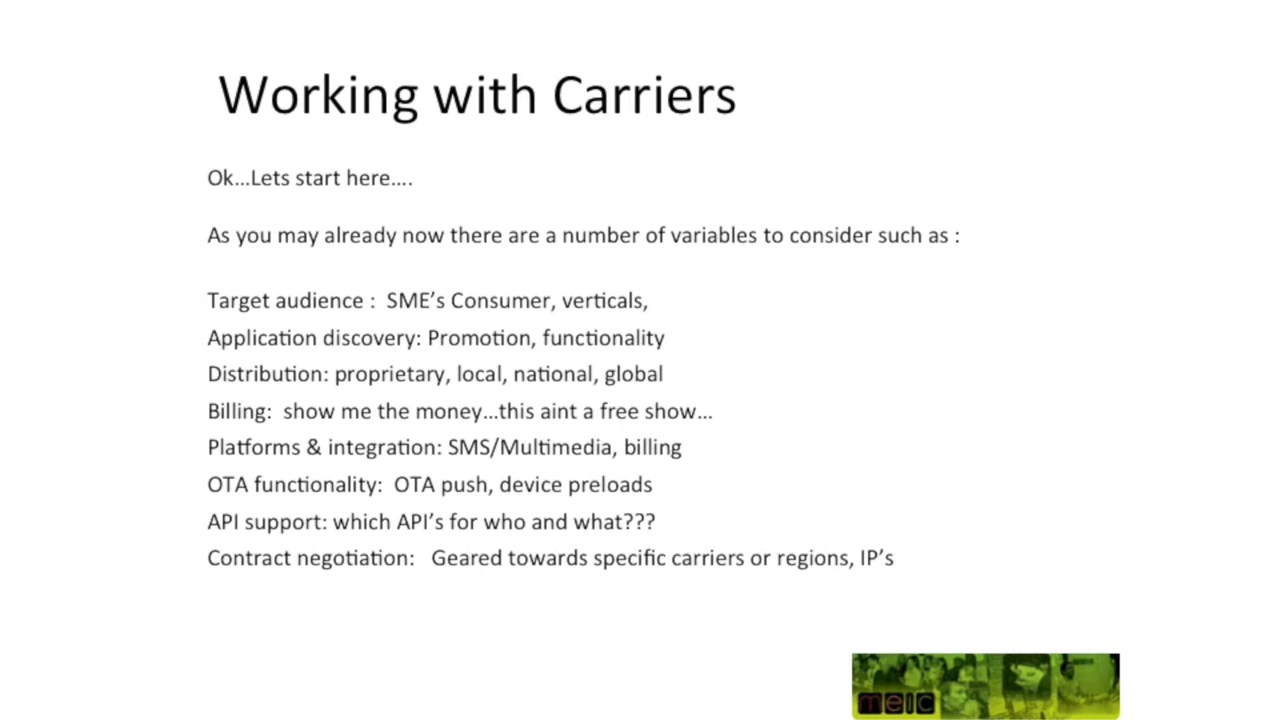 Working with Carriers
Ok...Lets start here....
As you may already now there are a number of variables to consider such as :
Target audience :  SME’s Consumer, verticals,
Application discovery: Promotion, functionality
Distribution: proprietary, local, national, global
Billing:  show me the money...this aint a free show...
Platforms & integration: SMS/Multimedia, billing
OTA functionality:  OTA push, device preloads
API support: which API’s for who and what???
Contract negotiation:   Geared towards specific carriers or regions, IP’s
meic